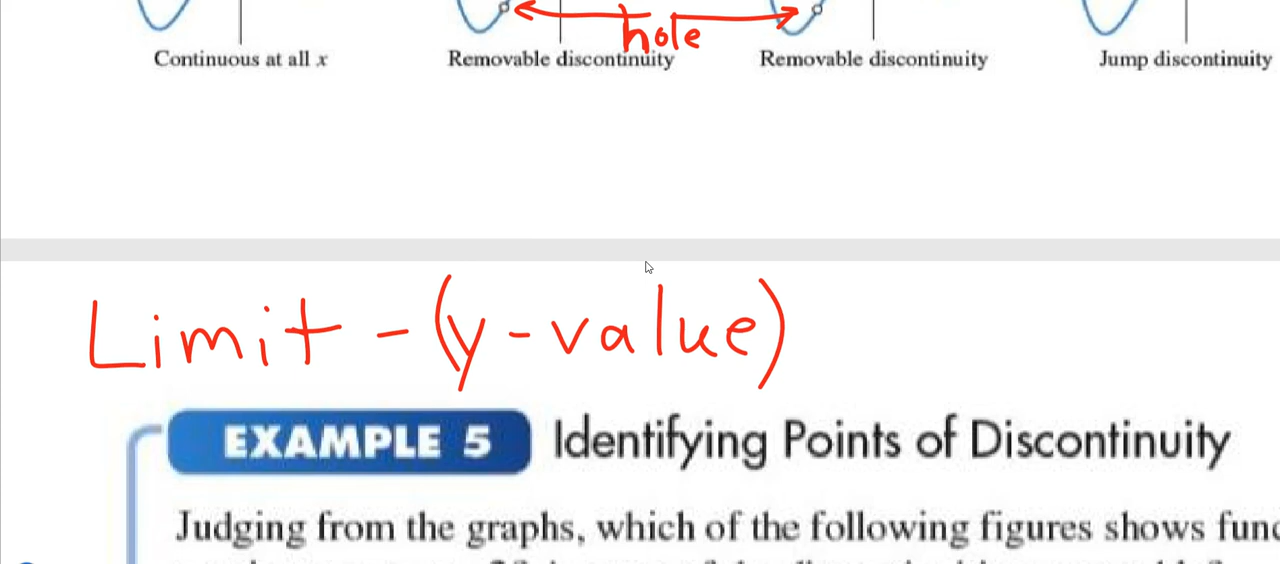 hole
Continuous at all x
Removable discontinuity
Removable discontinuity
Jump discontinuity
Limit - (y-value)
EXAMPLE 5 Identifying Points of Discontinuity
Judging from the graphs, which of the following figures shows func